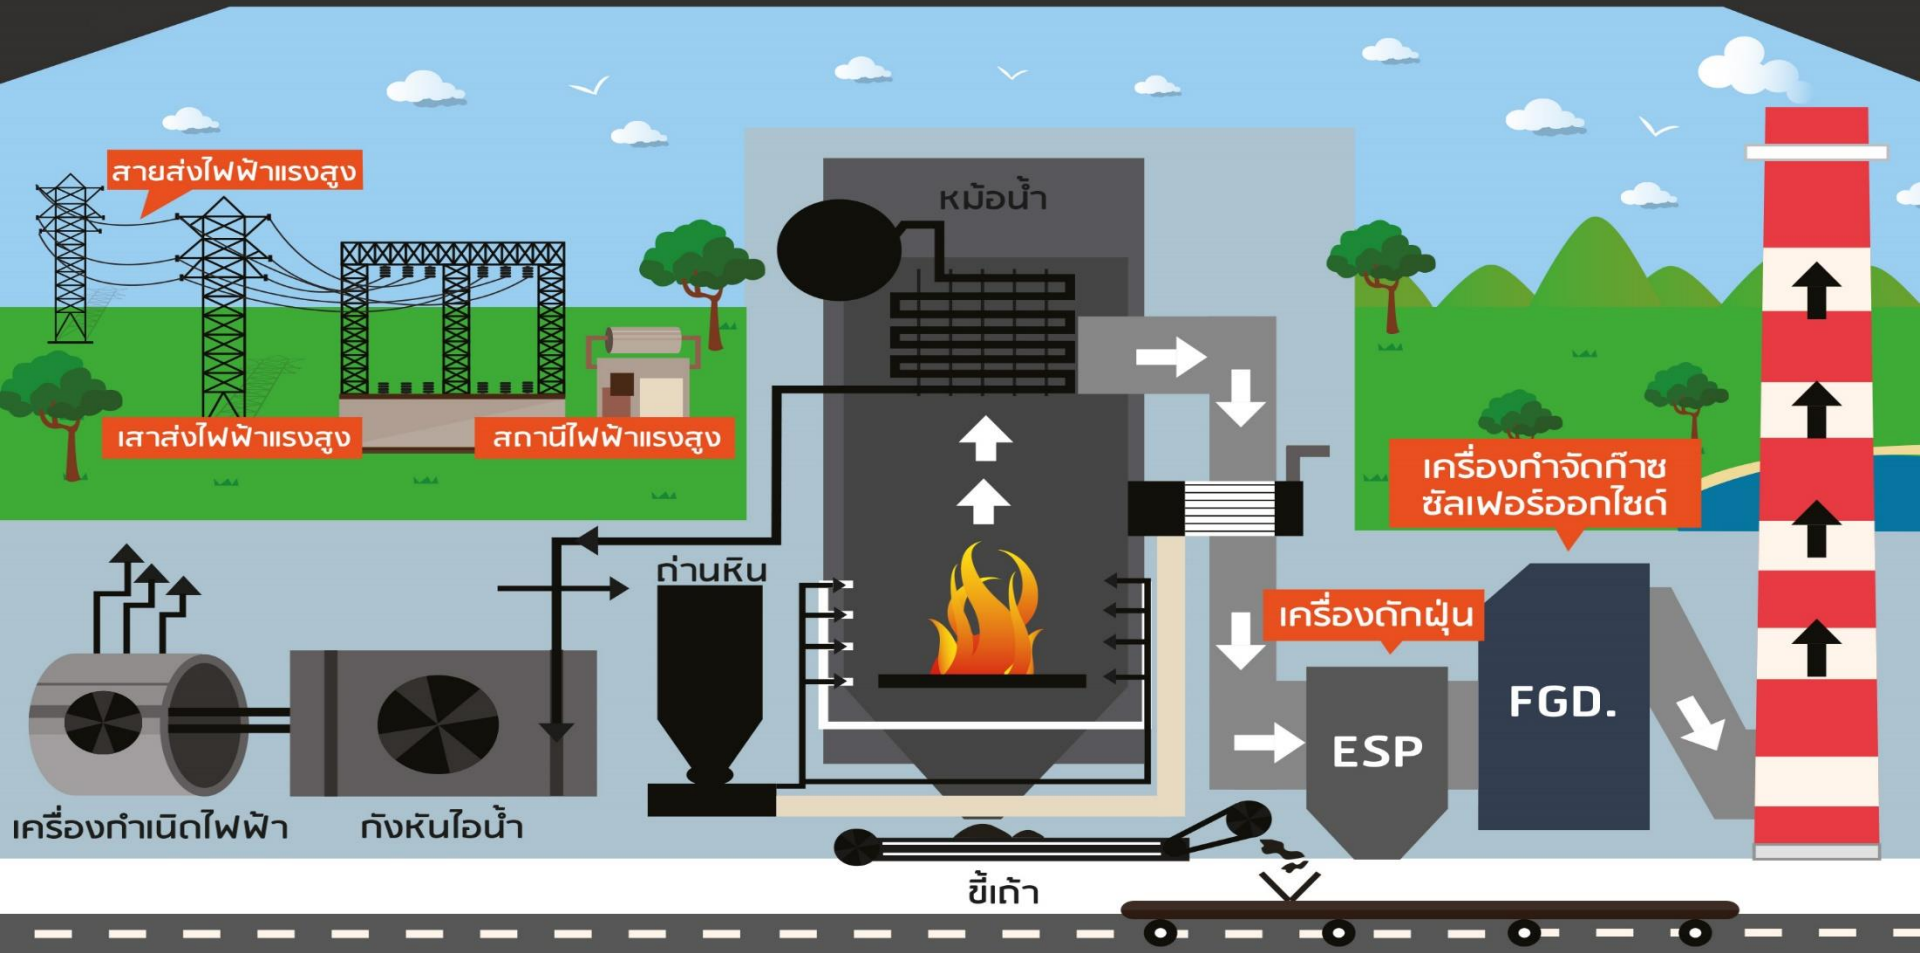 สายส่งไฟฟ้าแรงสูง
หม้อน้ำ
เสาส่งไฟฟ้าแรงสูง
สถานีไฟฟ้าแรงสูง
เครื่องกำจัดก๊าซ
ซัลเฟอร์ออกไซด์
ถ่านหิน
เครื่องดักฝุ่น
FGD.
ESP
เครื่องกำเนิดไฟฟ้า
กังหันไอน้ำ
ขี้เถ้า